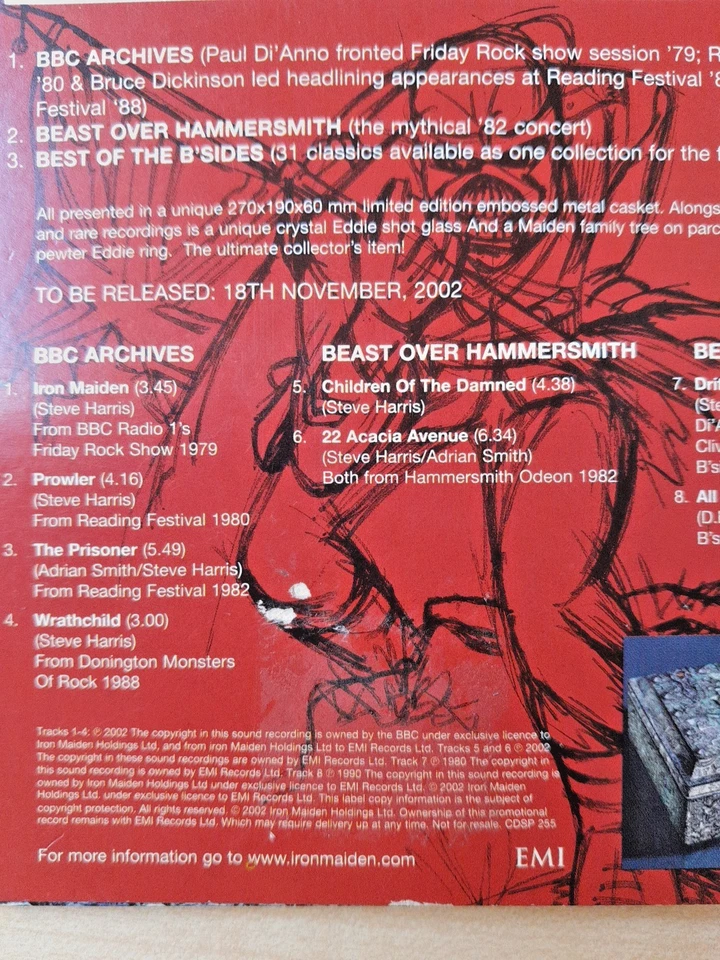 1. BBC ARCHIVES (Paul Di'Anno fronted Friday Rock show session '79; R
'80 & Bruce Dickinson led headlining appearances at Reading Festival '8
Festival '88)
2. BEAST OVER HAMMERSMITH (the mythical '82 concert)
3. BEST OF THE B'SIDES (31 classics available as one collection for the f
All presented in a unique 270x190x60 mm limited edition embossed metal casket. Alongs
and rare recordings is a unique crystal Eddie shot glass And a Maiden family tree on parc
pewter Eddie ring. The ultimate collector's item!
TO BE RELEASED: 18TH NOVEMBER, 2002
BBC ARCHIVES
1. Iron Maiden (3.45)
(Steve Harris)
From BBC Radio 1's
Friday Rock Show 1979
2. Prowler (4.16)
(Steve Harris)
From Reading Festival 1980
3. The Prisoner (5.49)
(Adrian Smith/Steve Harris)
From Reading Festival 1982
4. Wrathchild (3.00)
(Steve Harris)
From Donington Monsters
Of Rock 1988
BEAST OVER HAMMERSMITH
5. Children Of The Damned (4.38)
(Steve Harris)
6. 22 Acacia Avenue (6.34)
(Steve Harris/Adrian Smith)
Both from Hammersmith Odeon 1982
BE
7. Drif
(Ste
Di'A
Cliv
B's
8. All
(D.
B's
Tracks 1-4: ℗ 2002 The copyright in this sound recording is owned by the BBC under exclusive licence to
Iron Maiden Holdings Ltd, and from iron Maiden Holdings Ltd to EMI Records Ltd. Tracks 5 and 6 ℗ 2002
The copyright in these sound recordings are owned by EMI Records Ltd. Track 7 ℗ 1980 The copyright in
this sound recording is owned by EMI Records Ltd. Track 8 ℗ 1990 The copyright in this sound recording is
owned by Iron Maiden Holdings Ltd under exclusive licence to EMI Records Ltd. © 2002 Iron Maiden
Holdings Ltd. under exclusive licence to EMI Records Ltd. This label copy information is the subject of
copyright protection. All rights reserved. © 2002 Iron Maiden Holdings Ltd. Ownership of this promotional
record remains with EMI Records Ltd. Which may require delivery up at any time. Not for resale. CDSP 255
For more information go to www.ironmaiden.com
EMI